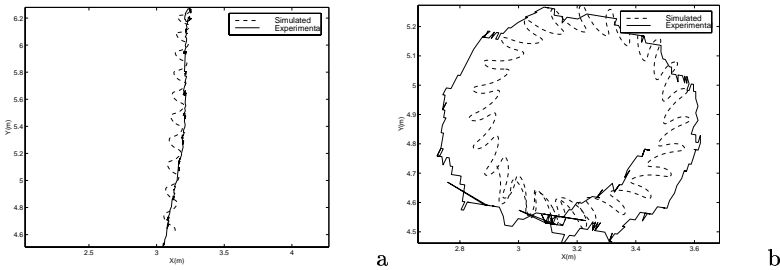 Simulated
Experimental
6.2
6
5.8
5.6
5.4
5.2
5
4.8
4.6
Y(m)
2.5
3
3.5
4
X(m)
a
Simulated
Experimental
5.2
5.1
5
4.9
4.8
4.7
4.6
4.5
Y(m)
2.8
3
3.2
3.4
3.6
X(m)
b